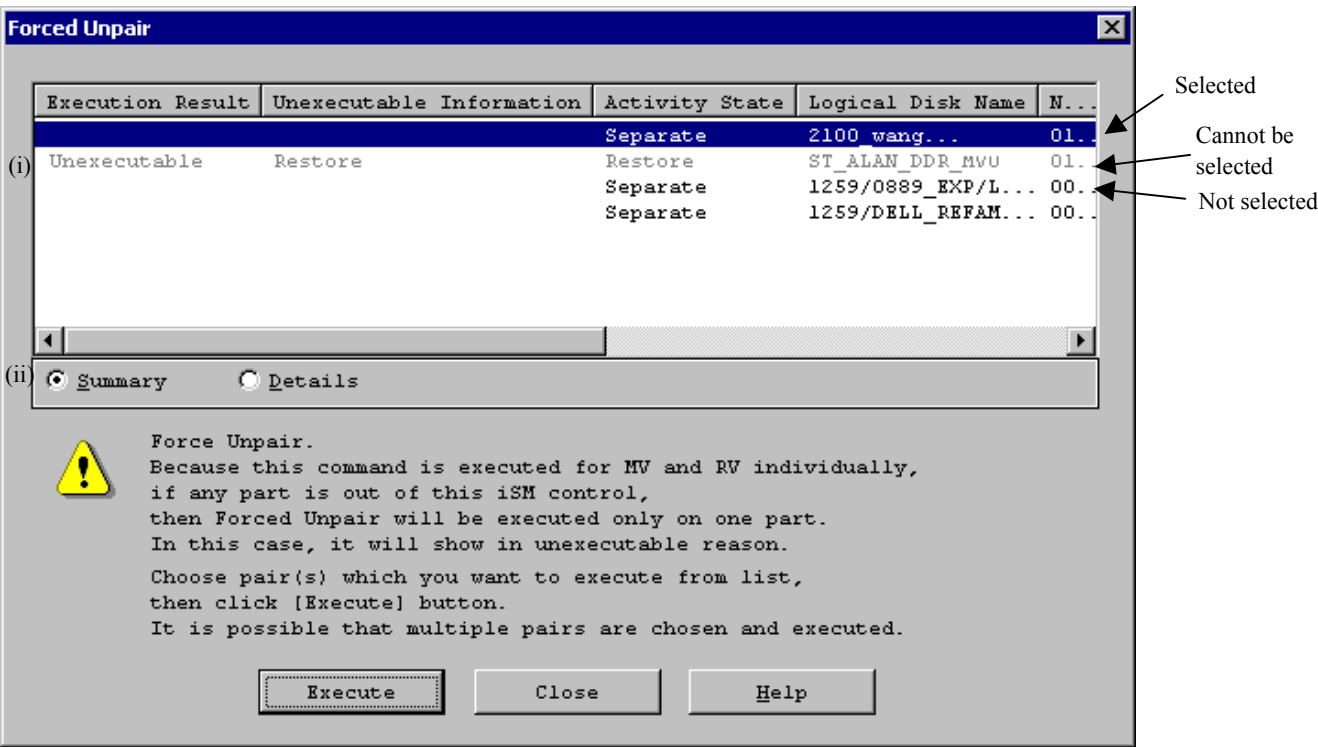 Forced Unpair
Execution Result Unexecutable Information Activity State Logical Disk Name N...
Selected
Separate 2100_wang... 01..
Cannot be
selected
(i) Unexecutable Restore Restore ST_ALAN_DDR_MVU 01..
Separate 1259/0889_EXP/L... 00..
Not selected
Separate 1259/DELL_REFAM... 00..
(ii) Summary Details
Force Unpair.
Because this command is executed for MV and RV individually,
if any part is out of this iSM control,
then Forced Unpair will be executed only on one part.
In this case, it will show in unexecutable reason.
Choose pair(s) which you want to execute from list,
then click [Execute] button.
It is possible that multiple pairs are chosen and executed.
Execute Close Help